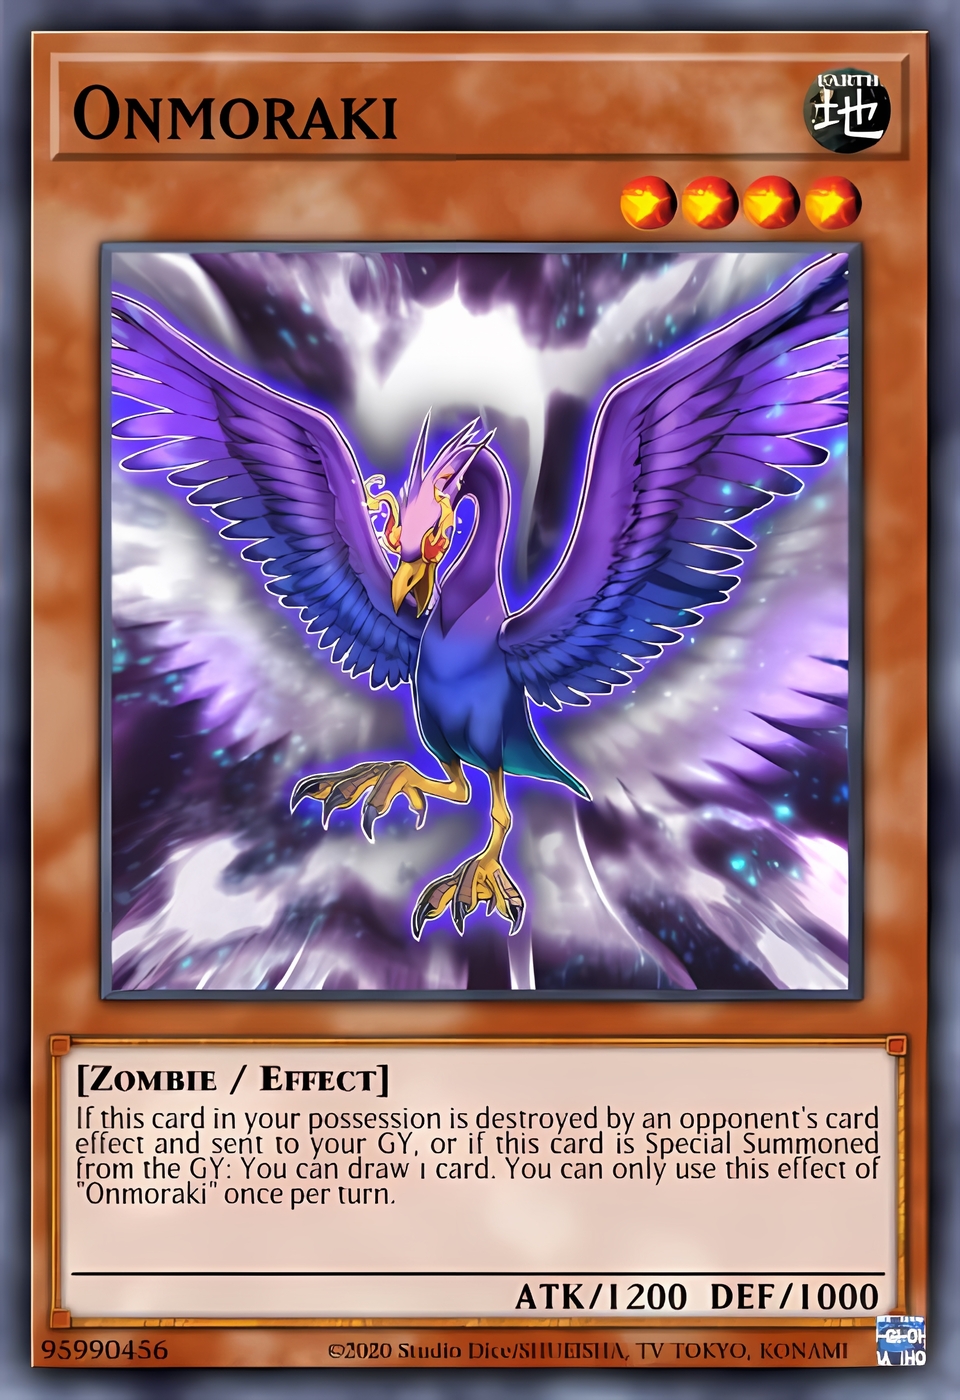 Onmoraki
EARTH
地
[Zombie / Effect]
If this card in your possession is destroyed by an opponent's card
effect and sent to your GY, or if this card is Special Summoned
from the GY: You can draw 1 card. You can only use this effect of
"Onmoraki" once per turn.
ATK/1200 DEF/1000
95990456
©2020 Studio Dice/SHUEISHA, TV TOKYO, KONAMI